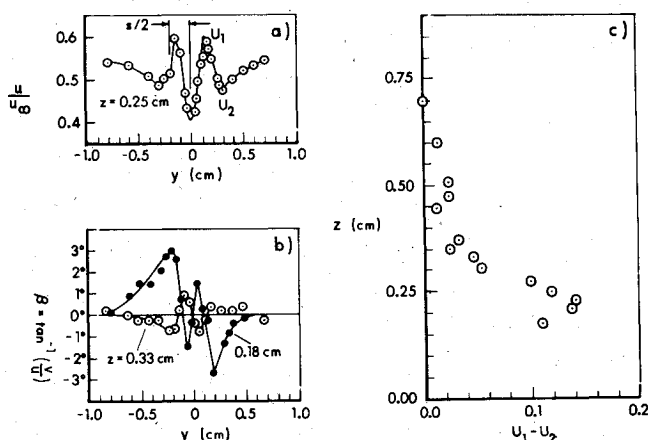 a)
s/2
U₁
0.6
0.5
0.4
u/u∞
z = 0.25 cm
U₂
-1.0 -0.5 0 0.5 1.0
y (cm)
b)
3°
2°
1°
0°
-1°
-2°
-3°
β = tan⁻¹(v/u)
z = 0.33 cm
0.18 cm
-1.0 -0.5 0 0.5 1.0
y (cm)
c)
0.75
0.50
z (cm)
0.25
0.00
0.0 0.1 0.2
U₁-U₂